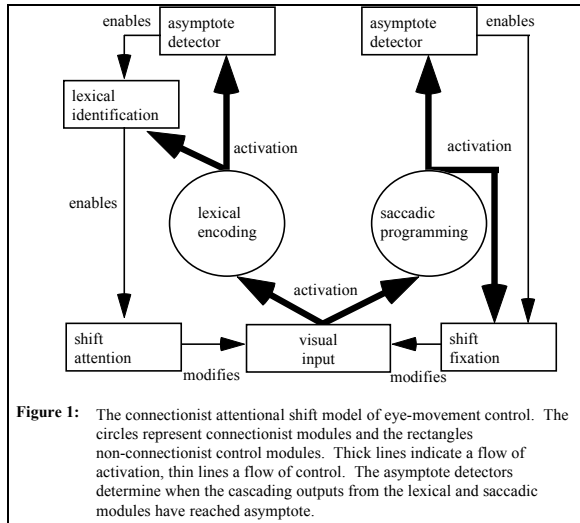 enables
asymptote
detector
asymptote
detector
enables
lexical
identification
activation
activation
enables
lexical
encoding
saccadic
programming
activation
shift
attention
modifies
visual
input
modifies
shift
fixation
Figure 1: The connectionist attentional shift model of eye-movement control. The
circles represent connectionist modules and the rectangles
non-connectionist control modules. Thick lines indicate a flow of
activation, thin lines a flow of control. The asymptote detectors
determine when the cascading outputs from the lexical and saccadic
modules have reached asymptote.